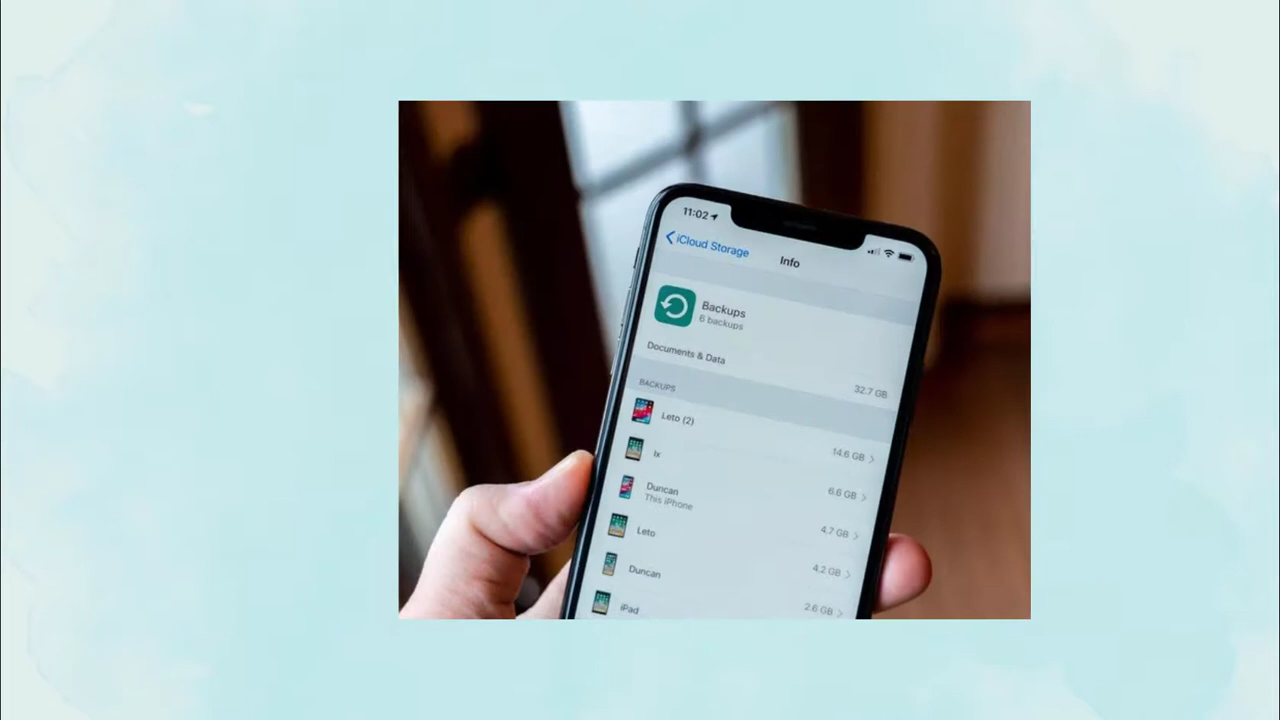 11:02
iCloud Storage
Info
Backups
6 backups
Documents & Data
32.7 GB
BACKUPS
Leto (2)
14.6 GB
Ix
6.6 GB
Duncan
This iPhone
4.7 GB
Leto
4.2 GB
Duncan
2.6 GB
iPad